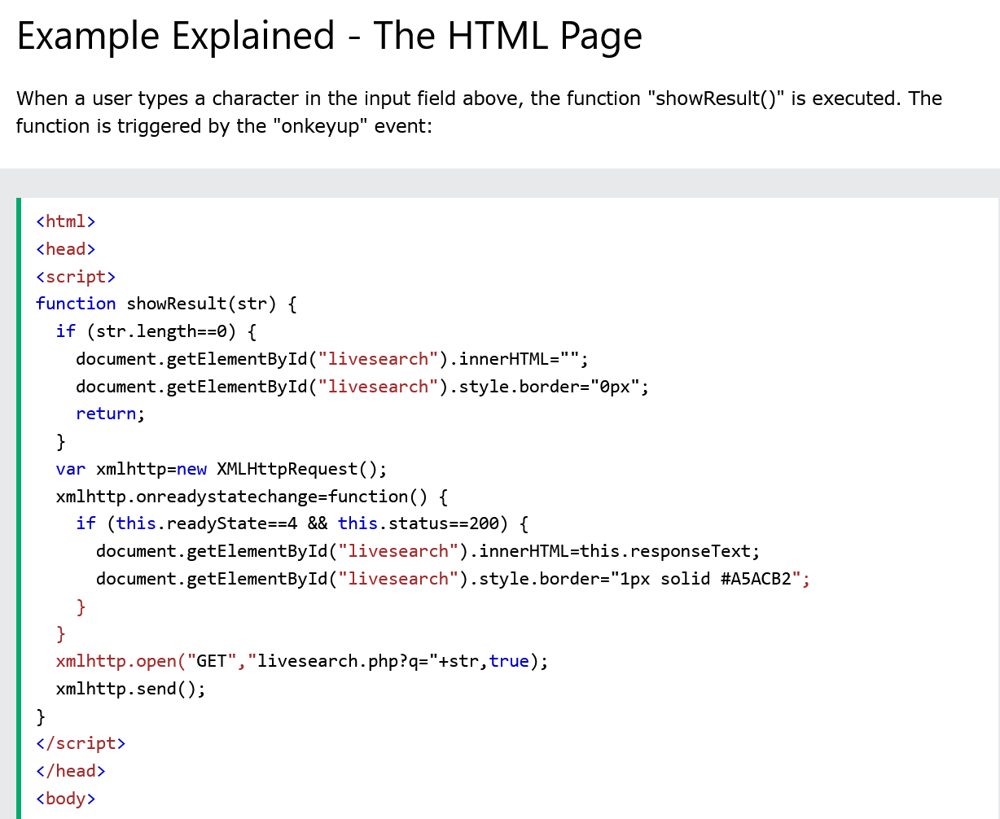 Example Explained - The HTML Page
When a user types a character in the input field above, the function "showResult()" is executed. The
function is triggered by the "onkeyup" event:
<html>
<head>
<script>
function showResult(str) {
  if (str.length==0) {
    document.getElementById("livesearch").innerHTML="";
    document.getElementById("livesearch").style.border="0px";
    return;
  }
  var xmlhttp=new XMLHttpRequest();
  xmlhttp.onreadystatechange=function() {
    if (this.readyState==4 && this.status==200) {
      document.getElementById("livesearch").innerHTML=this.responseText;
      document.getElementById("livesearch").style.border="1px solid #A5ACB2";
    }
  }
  xmlhttp.open("GET","livesearch.php?q="+str,true);
  xmlhttp.send();
}
</script>
</head>
<body>